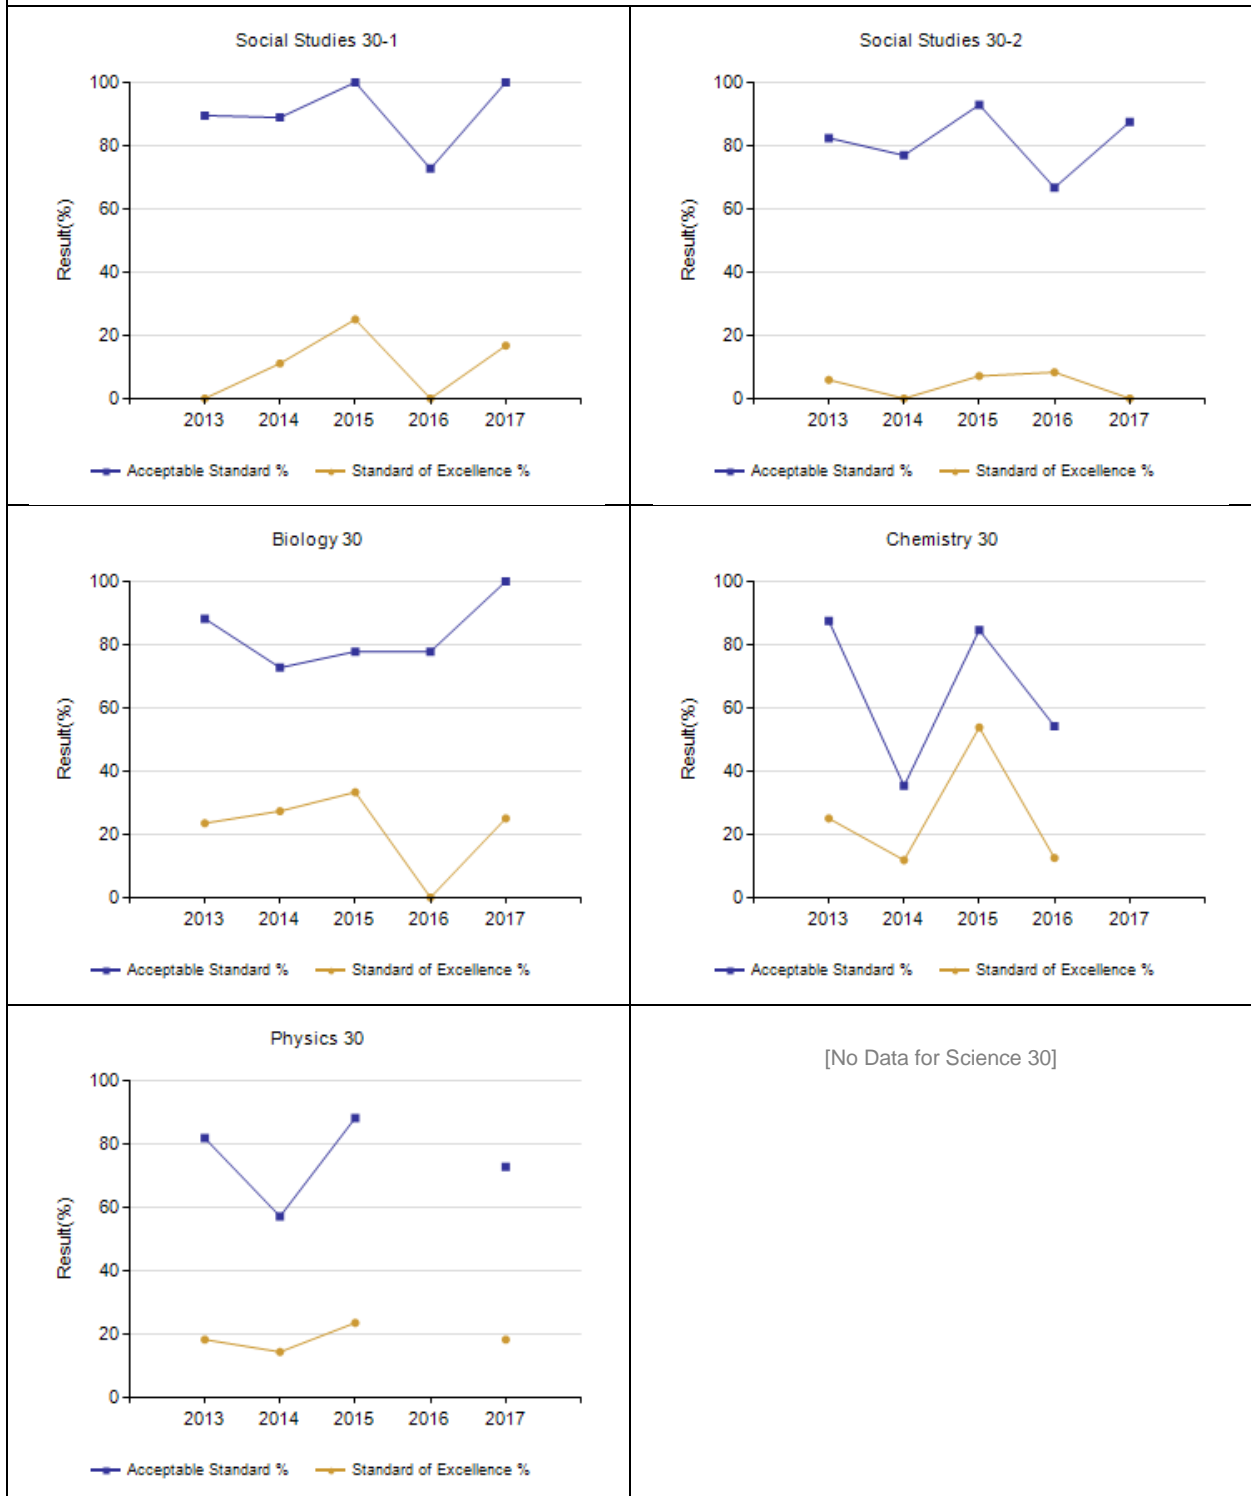 Social Studies 30-1
100
80
60
40
20
0
Result(%)
2013 2014 2015 2016 2017
Acceptable Standard % Standard of Excellence %
Social Studies 30-2
100
80
60
40
20
0
Result(%)
2013 2014 2015 2016 2017
Acceptable Standard % Standard of Excellence %
Biology 30
100
80
60
40
20
0
Result(%)
2013 2014 2015 2016 2017
Acceptable Standard % Standard of Excellence %
Chemistry 30
100
80
60
40
20
0
Result(%)
2013 2014 2015 2016 2017
Acceptable Standard % Standard of Excellence %
Physics 30
100
80
60
40
20
0
Result(%)
2013 2014 2015 2016 2017
Acceptable Standard % Standard of Excellence %
[No Data for Science 30]